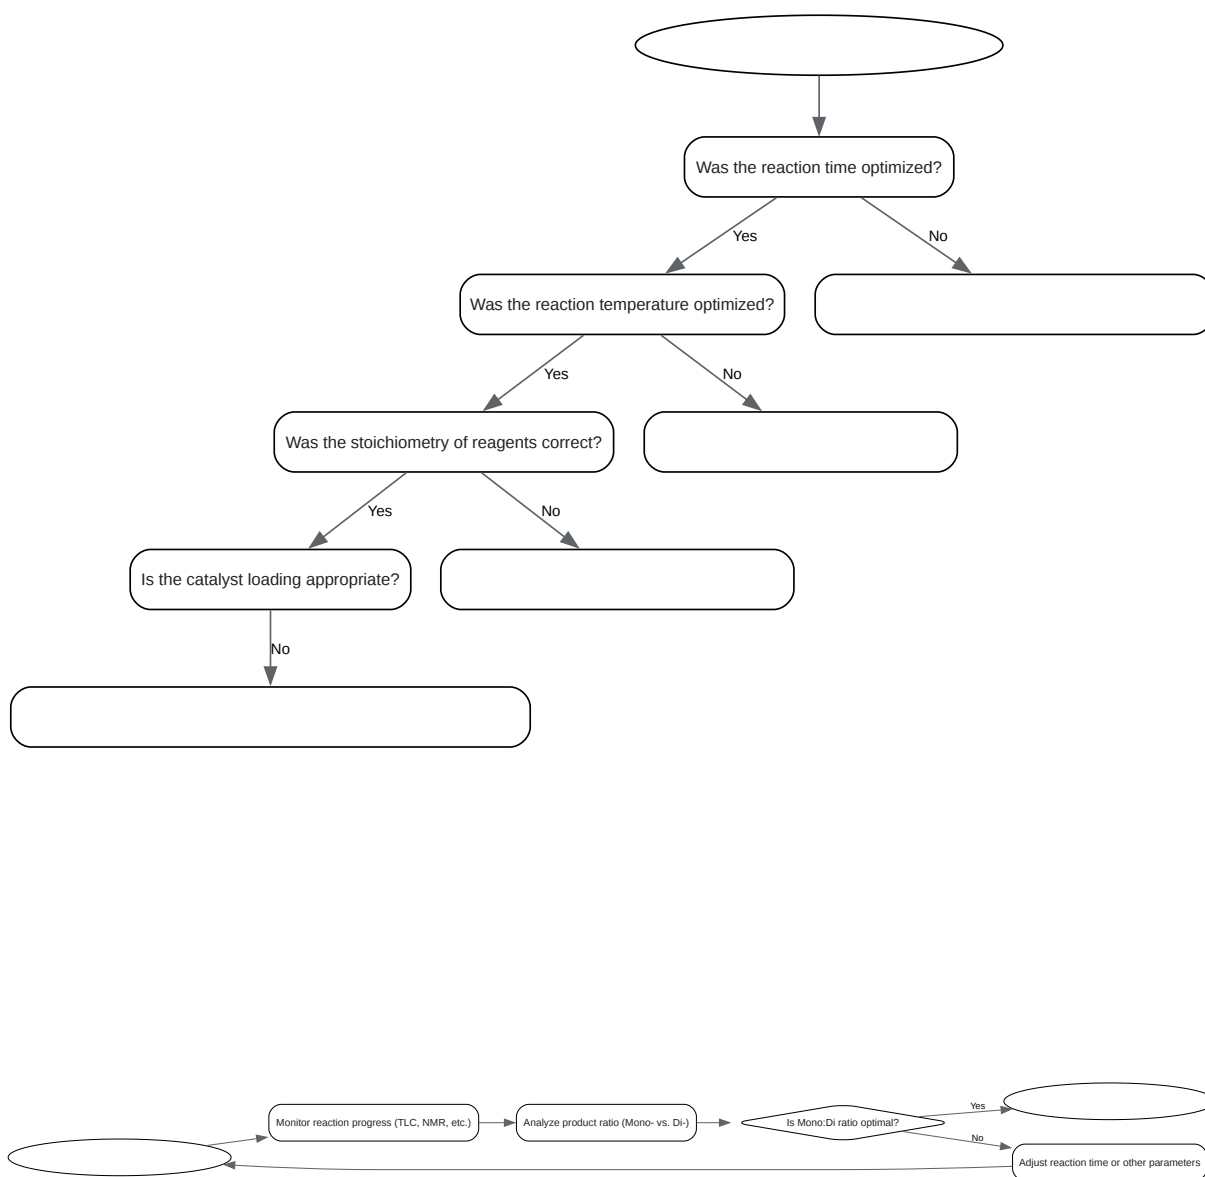 Was the reaction time optimized?
Yes
No
Was the reaction temperature optimized?
Yes
No
Was the stoichiometry of reagents correct?
Yes
No
Is the catalyst loading appropriate?
No
Monitor reaction progress (TLC, NMR, etc.)
Analyze product ratio (Mono- vs. Di-)
Is Mono:Di ratio optimal?
Yes
No
Adjust reaction time or other parameters